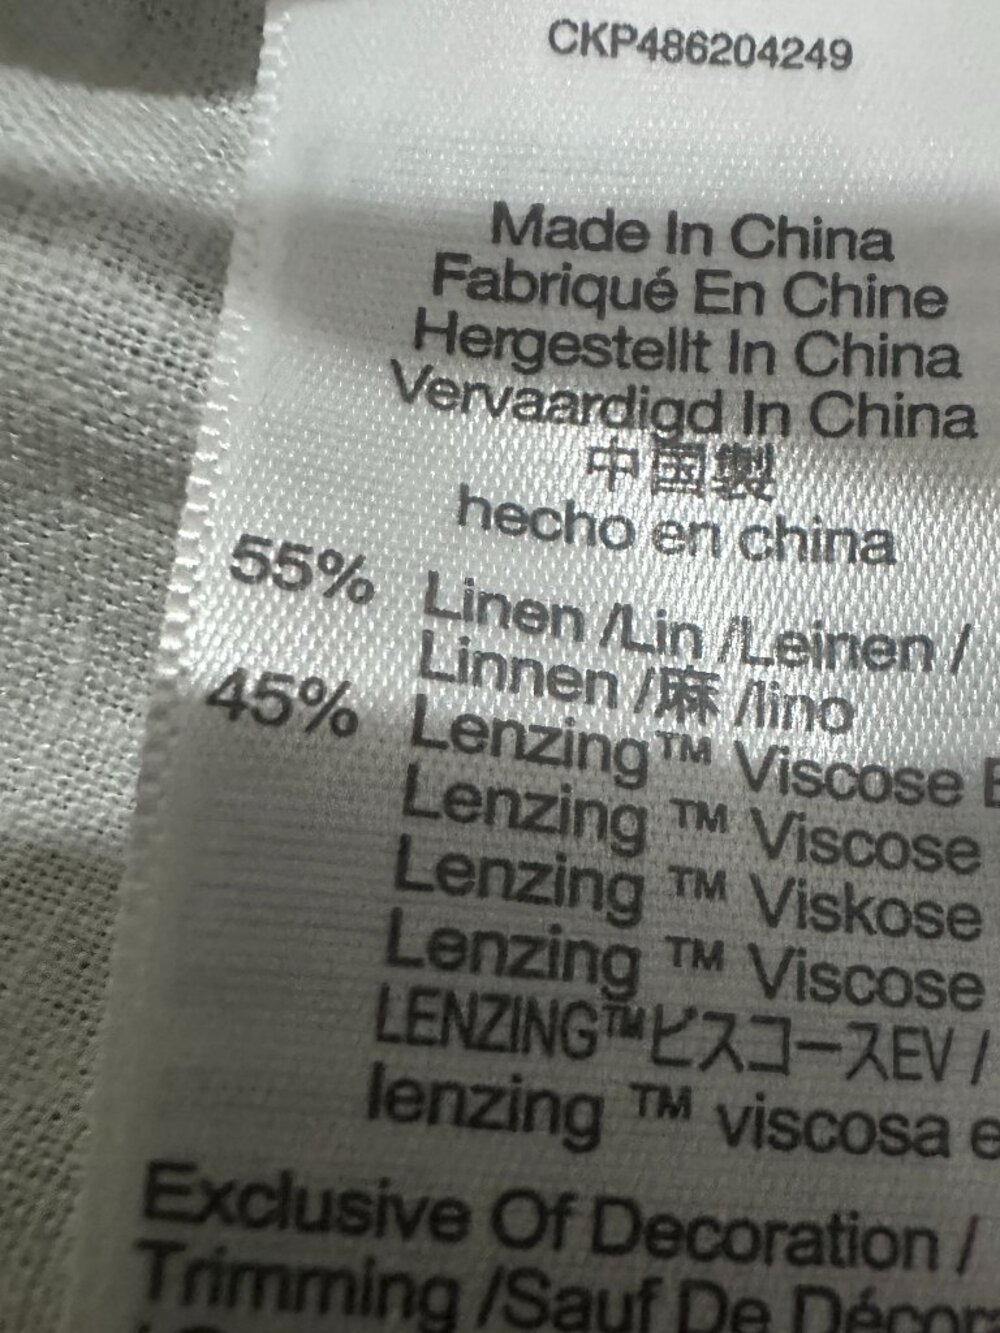 CKP486204249
Made In China
Fabriqué En Chine
Hergestellt In China
Vervaardigd In China
中国製
hecho en china
55% Linen /Lin /Leinen /
Linnen /麻 /lino
45% Lenzing™ Viscose E
Lenzing ™ Viscose
Lenzing ™ Viskose
Lenzing ™ Viscose
LENZING™ビスコースEV /
lenzing ™ viscosa e
Exclusive Of Decoration /
Trimming /Sauf De Décor